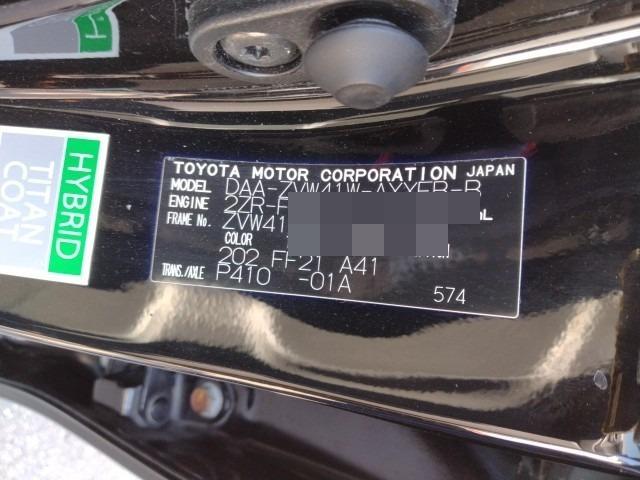 TOYOTA MOTOR CORPORATION JAPAN
MODEL DAA-ZVW41W-AXXEB-B
ENGINE 2ZR-F
FRAME No. ZVW41
COLOR
202 FF21 A41
TRANS./AXLE P410 -01A
574
HYBRID
TITAN COAT